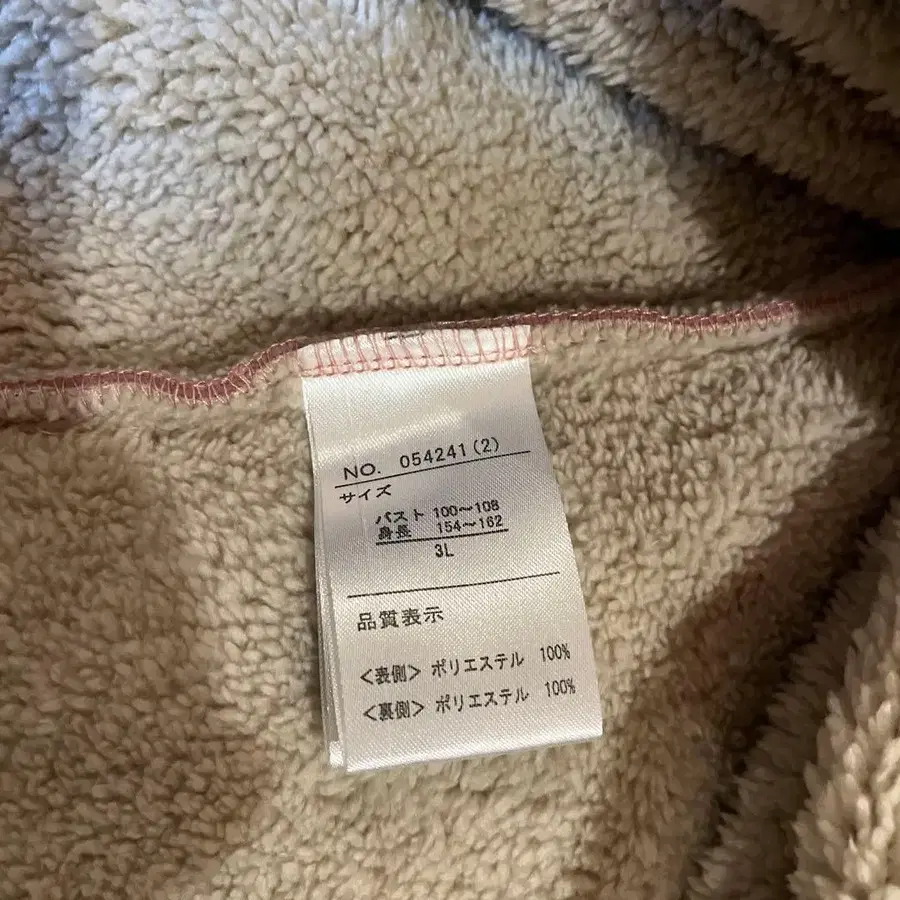 NO. 054241(2)
サイズ
バスト 100～108
身長 154～162
3L
品質表示
＜表側＞ポリエステル 100%
＜裏側＞ポリエステル 100%